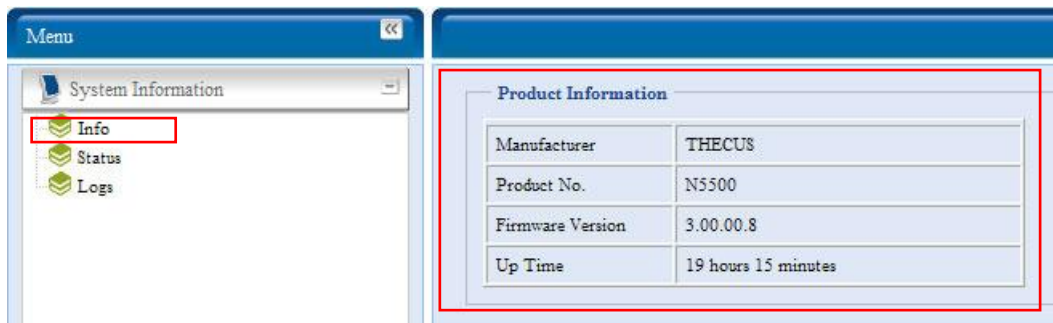 Menu
System Information
Info
Status
Logs
Product Information
Manufacturer THECUS
Product No. N5500
Firmware Version 3.00.00.8
Up Time 19 hours 15 minutes